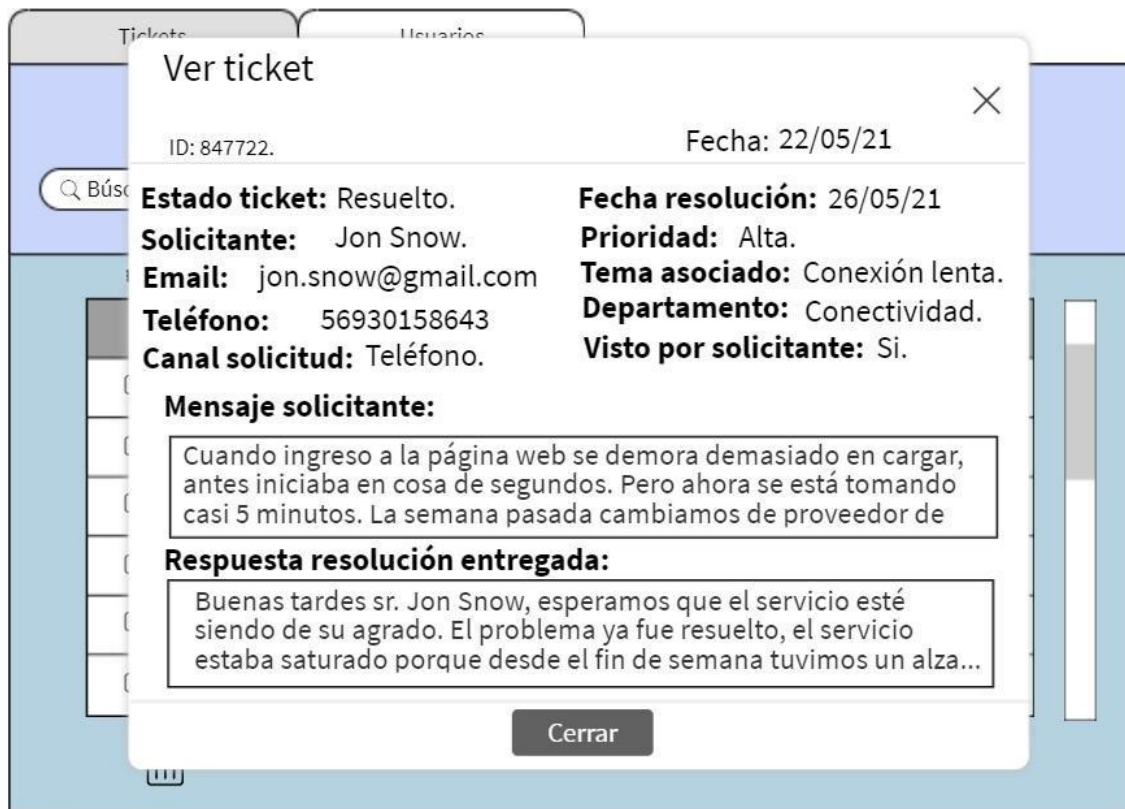 Tickets Usuarios
Ver ticket
ID: 847722. Fecha: 22/05/21
Estado ticket: Resuelto. Fecha resolución: 26/05/21
Solicitante: Jon Snow. Prioridad: Alta.
Email: jon.snow@gmail.com Tema asociado: Conexión lenta.
Teléfono: 56930158643 Departamento: Conectividad.
Canal solicitud: Teléfono. Visto por solicitante: Si.
Mensaje solicitante:
Cuando ingreso a la página web se demora demasiado en cargar,
antes iniciaba en cosa de segundos. Pero ahora se está tomando
casi 5 minutos. La semana pasada cambiamos de proveedor de
Respuesta resolución entregada:
Buenas tardes sr. Jon Snow, esperamos que el servicio esté
siendo de su agrado. El problema ya fue resuelto, el servicio
estaba saturado porque desde el fin de semana tuvimos un alza...
Cerrar